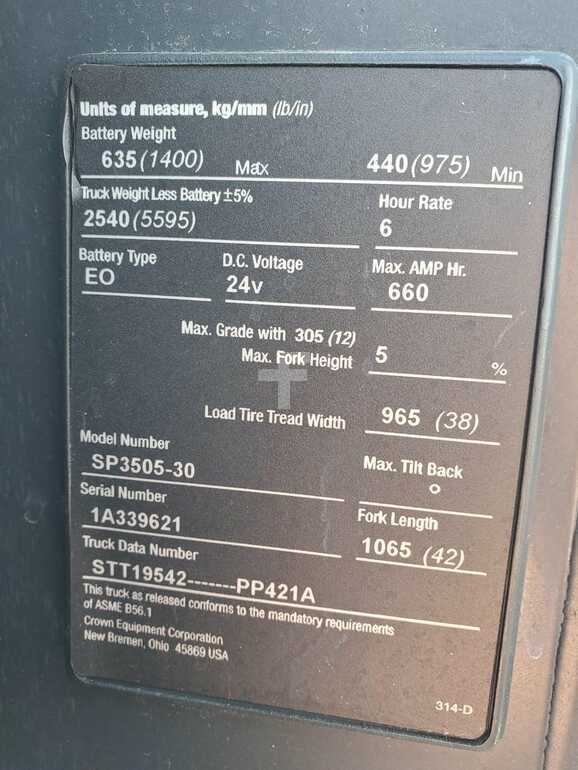 Units of measure, kg/mm (lb/in)
Battery Weight
635 (1400) Max 440 (975) Min
Truck Weight Less Battery ±5% Hour Rate
2540 (5595) 6
Battery Type D.C. Voltage Max. AMP Hr.
EO 24v 660
Max. Grade with 305 (12)
Max. Fork Height 5 %
Load Tire Tread Width 965 (38)
Model Number Max. Tilt Back
SP3505-30 °
Serial Number Fork Length
1A339621 1065 (42)
Truck Data Number
STT19542-------PP421A
This truck as released conforms to the mandatory requirements
of ASME B56.1
Crown Equipment Corporation
New Bremen, Ohio 45869 USA
314-D